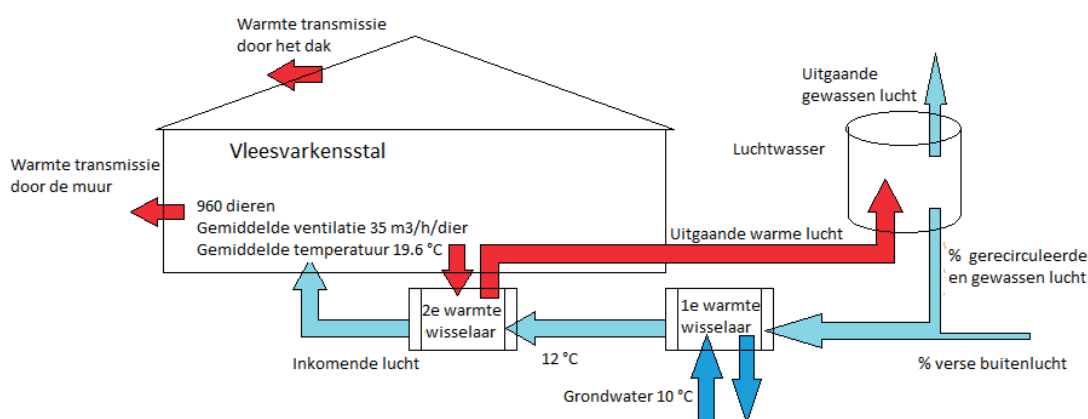 Warmte transmissie
door het dak
Uitgaande
gewassen lucht
Vleesvarkensstal
Luchtwasser
Warmte transmissie
door de muur
960 dieren
Gemiddelde ventilatie 35 m3/h/dier
Gemiddelde temperatuur 19.6 °C
Uitgaande warme lucht
% gerecirculeerde
en gewassen lucht
2e warmte
wisselaar
1e warmte
wisselaar
Inkomende lucht
12 °C
% verse buitenlucht
Grondwater 10 °C